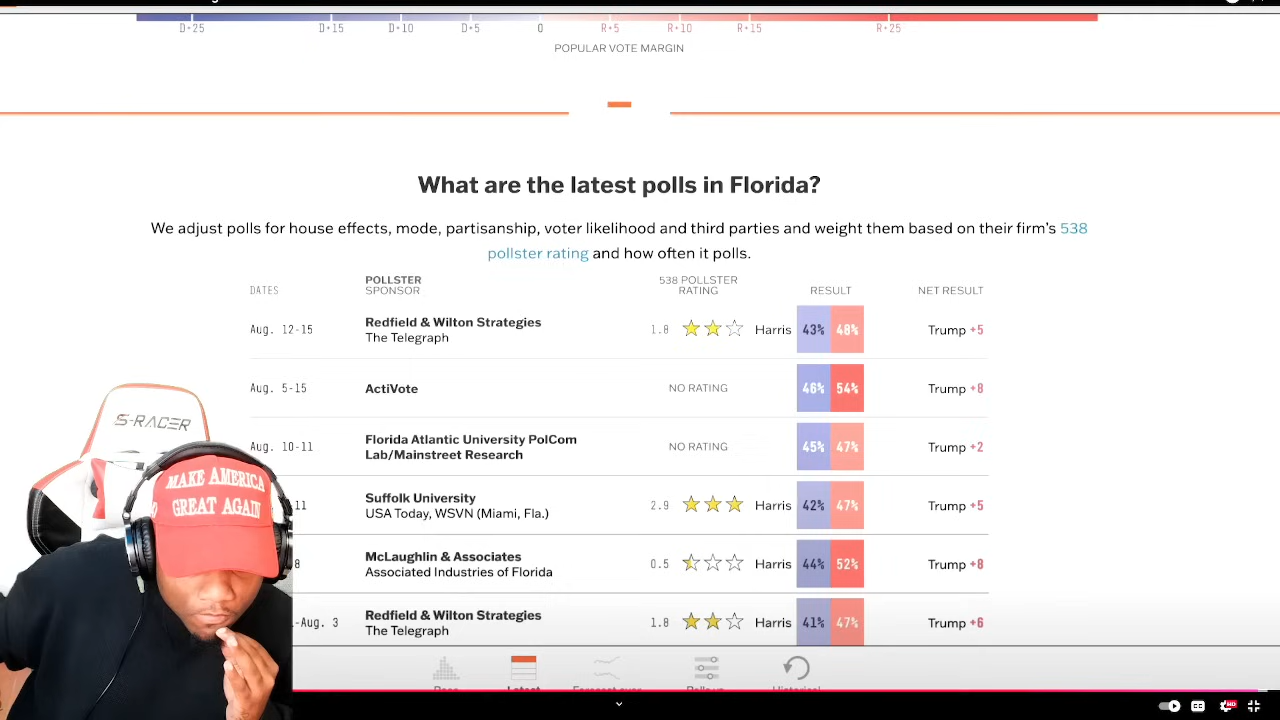 D+25 D+15 D+10 D+5 0 R+5 R+10 R+15 R+25
POPULAR VOTE MARGIN
What are the latest polls in Florida?
We adjust polls for house effects, mode, partisanship, voter likelihood and third parties and weight them based on their firm's 538
pollster rating and how often it polls.
DATES POLLSTER SPONSOR 538 POLLSTER RATING RESULT NET RESULT
Aug. 12-15 Redfield & Wilton Strategies 1.8 Harris 43% 48% Trump +5
The Telegraph
Aug. 5-15 ActiVote NO RATING 46% 54% Trump +8
Aug. 10-11 Florida Atlantic University PolCom NO RATING 45% 47% Trump +2
Lab/Mainstreet Research
11 Suffolk University 2.9 Harris 42% 47% Trump +5
USA Today, WSVN (Miami, Fla.)
8 McLaughlin & Associates 0.5 Harris 44% 52% Trump +8
Associated Industries of Florida
-Aug. 3 Redfield & Wilton Strategies 1.8 Harris 41% 47% Trump +6
The Telegraph
S-RACER
MAKE AMERICA
GREAT AGAIN
Latest
Historical
CC HD